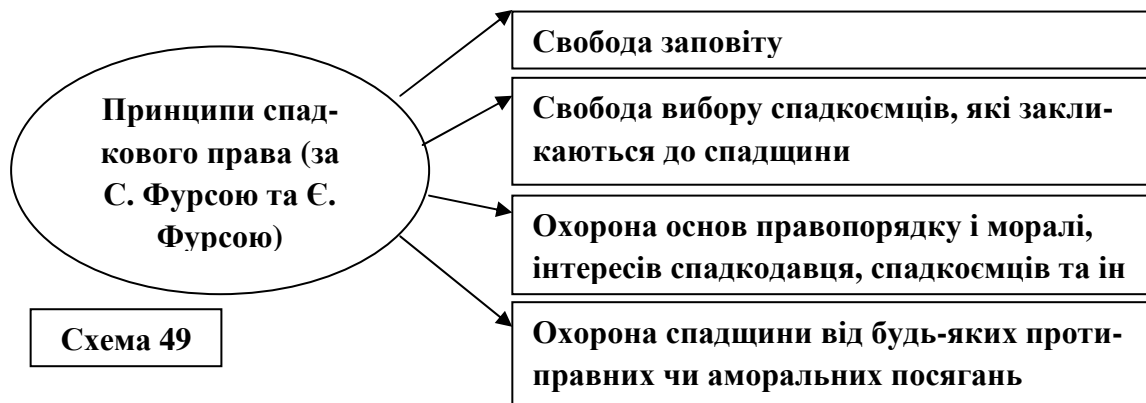 Принципи спад-
кового права (за
С. Фурсою та Є.
Фурсою)
Схема 49
Свобода заповіту
Свобода вибору спадкоємців, які закли-
каються до спадщини
Охорона основ правопорядку і моралі,
інтересів спадкодавця, спадкоємців та ін
Охорона спадщини від будь-яких проти-
правних чи аморальних посягань